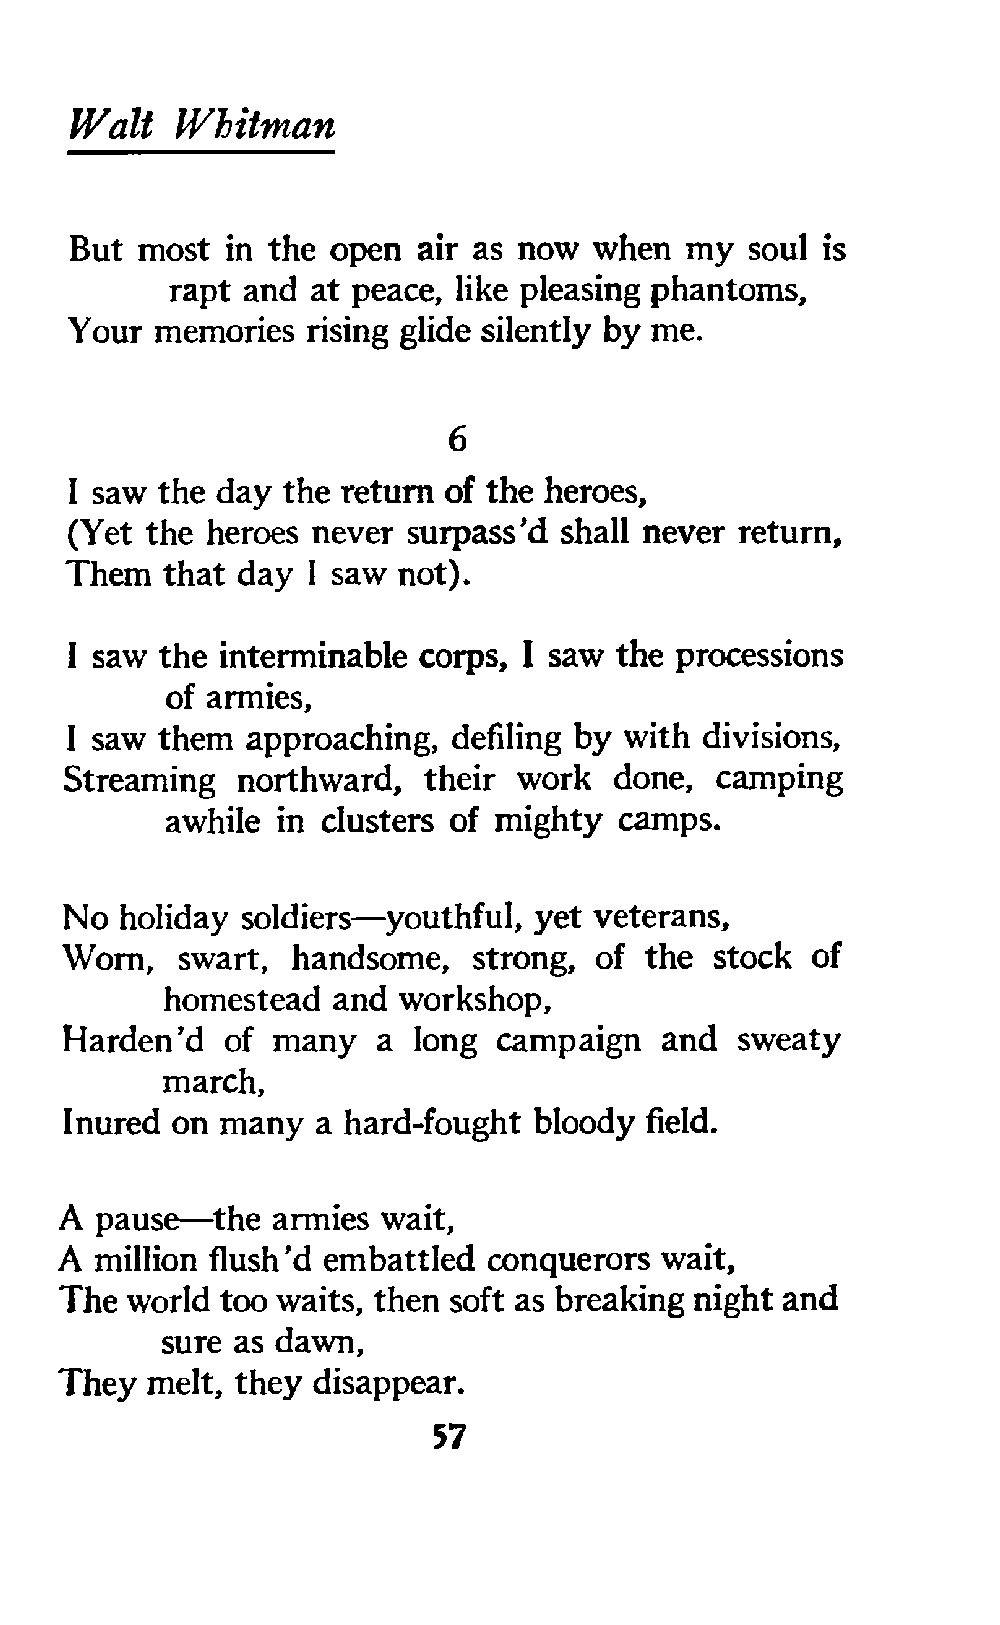 Walt Whitman
But most in the open air as now when my soul is
rapt and at peace, like pleasing phantoms,
Your memories rising glide silently by me.
6
I saw the day the return of the heroes,
(Yet the heroes never surpass'd shall never return,
Them that day I saw not).
I saw the interminable corps, I saw the processions
of armies,
I saw them approaching, defiling by with divisions,
Streaming northward, their work done, camping
awhile in clusters of mighty camps.
No holiday soldiers—youthful, yet veterans,
Worn, swart, handsome, strong, of the stock of
homestead and workshop,
Harden'd of many a long campaign and sweaty
march,
Inured on many a hard-fought bloody field.
A pause—the armies wait,
A million flush'd embattled conquerors wait,
The world too waits, then soft as breaking night and
sure as dawn,
They melt, they disappear.
57